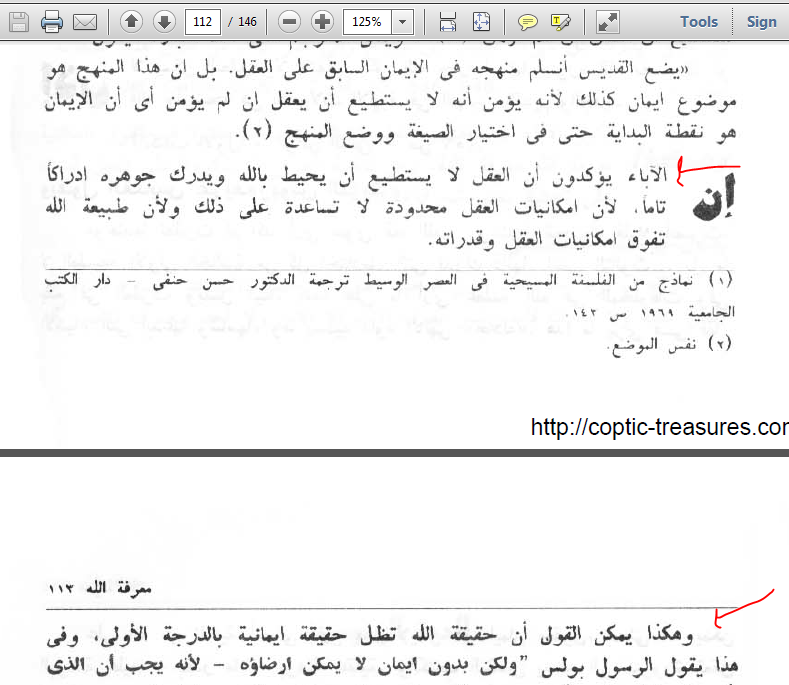 112 / 146
125%
Tools
Sign
«يضع القديس أنسلم منهجه فى الإيمان السابق على العقل. بل ان هذا المنهج هو
موضوع ايمان كذلك لأنه يؤمن أنه لا يستطيع أن يعقل ان لم يؤمن أى أن الإيمان
هو نقطة البداية حتى فى اختيار الصيغة ووضع المنهج (٢).
إن الآباء يؤكدون أن العقل لا يستطيع أن يحيط بالله ويدرك جوهره ادراكاً
تاماً، لأن امكانيات العقل محدودة لا تساعدة على ذلك ولأن طبيعة الله
تفوق امكانيات العقل وقدراته.
(١) نماذج من الفلسفة المسيحية فى العصر الوسيط ترجمة الدكتور حسن حنفى – دار الكتب
الجامعية ١٩٦٩ س ١٤٢.
(٢) نفس الموضع.
http://coptic-treasures.cor
معرفة الله ١١٣
وهكذا يمكن القول أن حقيقة الله تظل حقيقة ايمانية بالدرجة الأولى، وفى
هذا يقول الرسول بولس "ولكن بدون ايمان لا يمكن ارضاؤه – لأنه يجب أن الذى